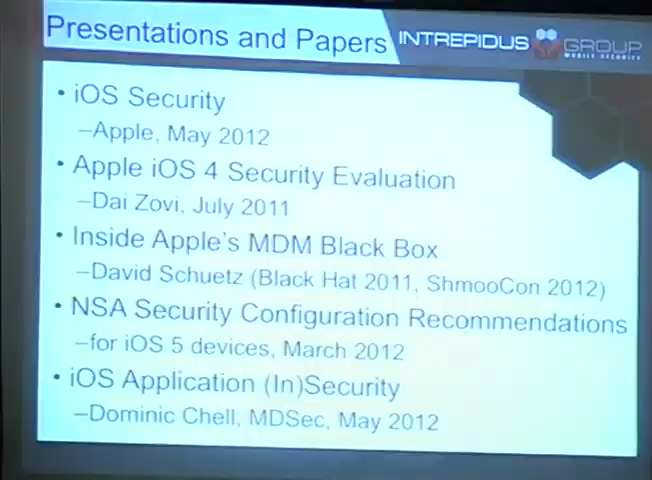 Presentations and Papers
INTREPIDUS GROUP
MOBILE SECURITY
• iOS Security
–Apple, May 2012
• Apple iOS 4 Security Evaluation
–Dai Zovi, July 2011
• Inside Apple's MDM Black Box
–David Schuetz (Black Hat 2011, ShmooCon 2012)
• NSA Security Configuration Recommendations
–for iOS 5 devices, March 2012
• iOS Application (In)Security
–Dominic Chell, MDSec, May 2012